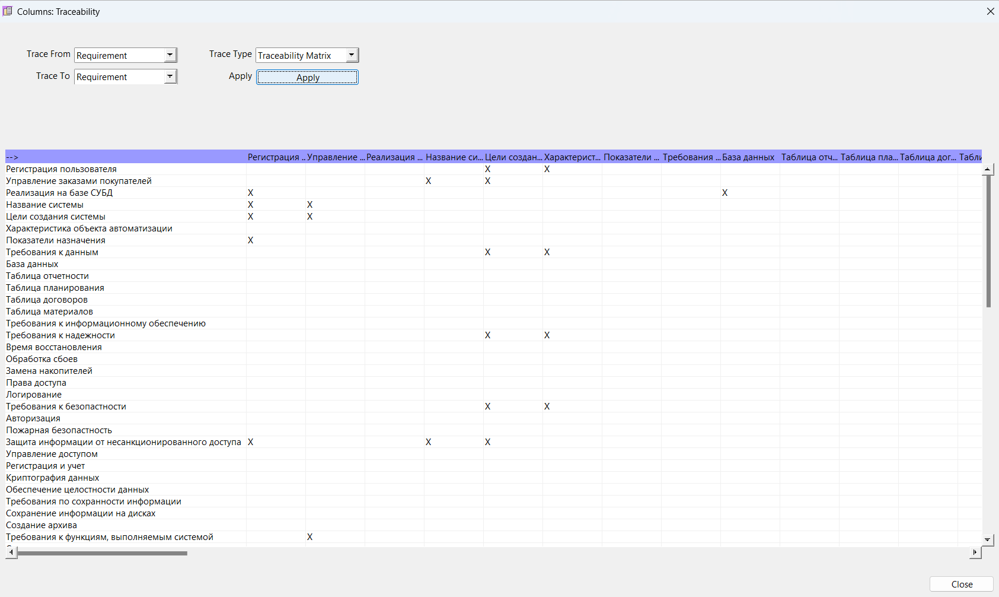 Columns: Traceability
Trace From Requirement Trace Type Traceability Matrix
Trace To Requirement Apply Apply
--> Регистрация .. Управление ... Реализация ... Название си... Цели создан... Характерист... Показатели ... Требования ... База данных Таблица отч... Таблица пла... Таблица дог... Табли
Регистрация пользователя X X
Управление заказами покупателей X X
Реализация на базе СУБД X X
Название системы X X
Цели создания системы X X
Характеристика объекта автоматизации
Показатели назначения X
Требования к данным X X
База данных
Таблица отчетности
Таблица планирования
Таблица договоров
Таблица материалов
Требования к информационному обеспечению
Требования к надежности X X
Время восстановления
Обработка сбоев
Замена накопителей
Права доступа
Логирование
Требования к безопастности X X
Авторизация
Пожарная безопастность
Защита информации от несанкционированного доступа X X X
Управление доступом
Регистрация и учет
Криптография данных
Обеспечение целостности данных
Требования по сохранности информации
Сохранение информации на дисках
Создание архива
Требования к функциям, выполняемым системой X
Close